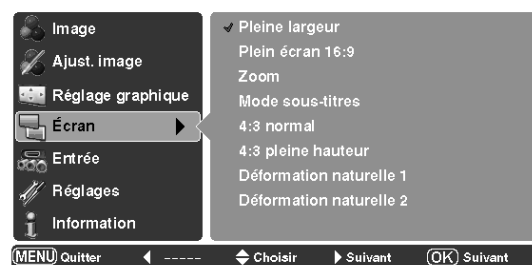 Image
Ajust. image
Réglage graphique
Écran
Entrée
Réglages
Information
Pleine largeur
Plein écran 16:9
Zoom
Mode sous-titres
4:3 normal
4:3 pleine hauteur
Déformation naturelle 1
Déformation naturelle 2
MENU Quitter ----- Choisir Suivant OK Suivant